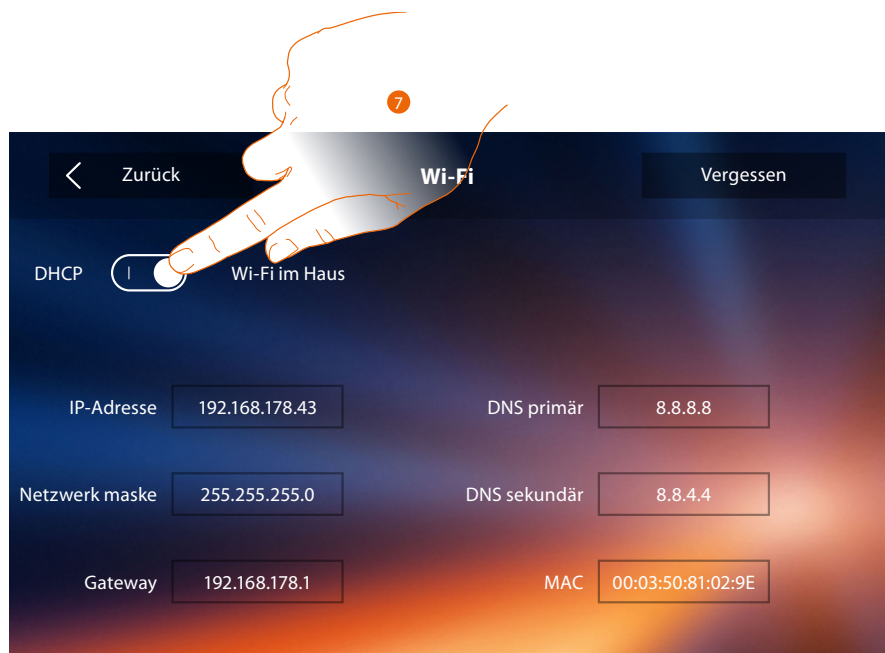 7
Zurück
Wi-Fi
Vergessen
DHCP
I
Wi-Fi im Haus
IP-Adresse 192.168.178.43
DNS primär 8.8.8.8
Netzwerk maske 255.255.255.0
DNS sekundär 8.8.4.4
Gateway 192.168.178.1
MAC 00:03:50:81:02:9E